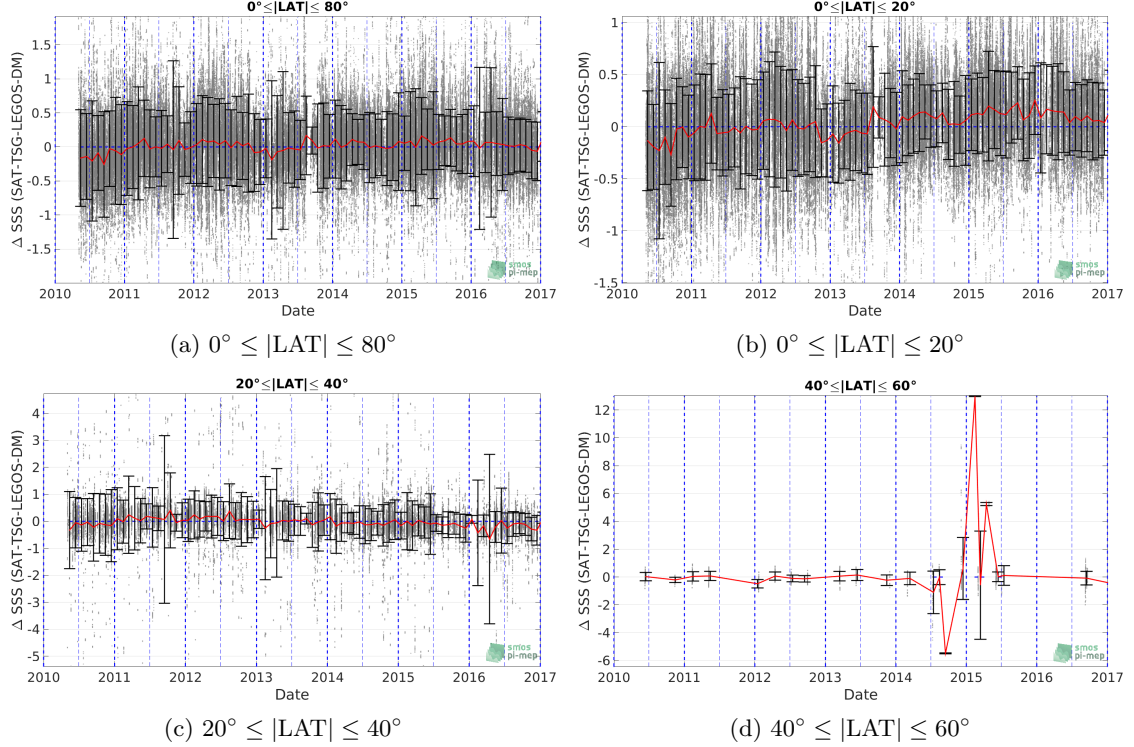 0°≤|LAT|≤ 80°
Δ SSS (SAT-TSG-LEGOS-DM)
1.5
1
0.5
0
-0.5
-1
-1.5
2010 2011 2012 2013 2014 2015 2016 2017
Date
smos
pi-mep
(a) 0° ≤ |LAT| ≤ 80°
0°≤|LAT|≤ 20°
Δ SSS (SAT-TSG-LEGOS-DM)
1
0.5
0
-0.5
-1
-1.5
2010 2011 2012 2013 2014 2015 2016 2017
Date
smos
pi-mep
(b) 0° ≤ |LAT| ≤ 20°
20°≤|LAT|≤ 40°
Δ SSS (SAT-TSG-LEGOS-DM)
4
3
2
1
0
-1
-2
-3
-4
-5
2010 2011 2012 2013 2014 2015 2016 2017
Date
smos
pi-mep
(c) 20° ≤ |LAT| ≤ 40°
40°≤|LAT|≤ 60°
Δ SSS (SAT-TSG-LEGOS-DM)
12
10
8
6
4
2
0
-2
-4
-6
2010 2011 2012 2013 2014 2015 2016 2017
Date
smos
pi-mep
(d) 40° ≤ |LAT| ≤ 60°